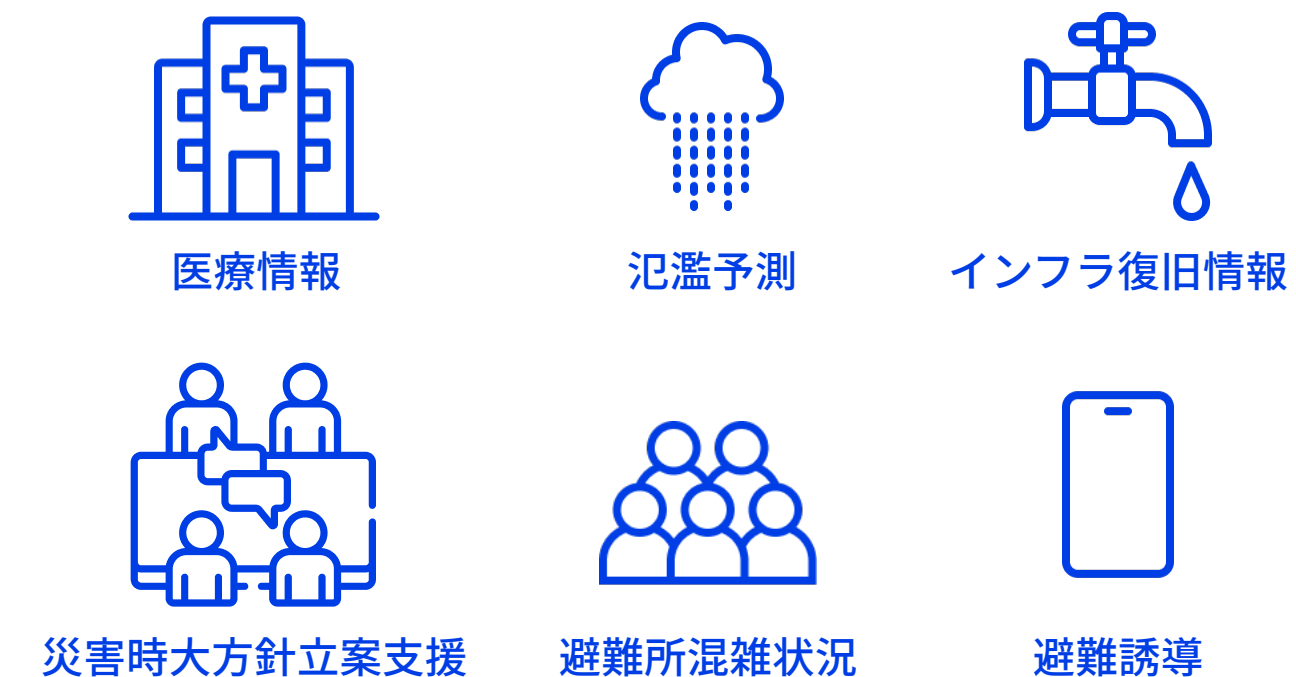 医療情報
氾濫予測
インフラ復旧情報
災害時大方針立案支援
避難所混雑状況
避難誘導